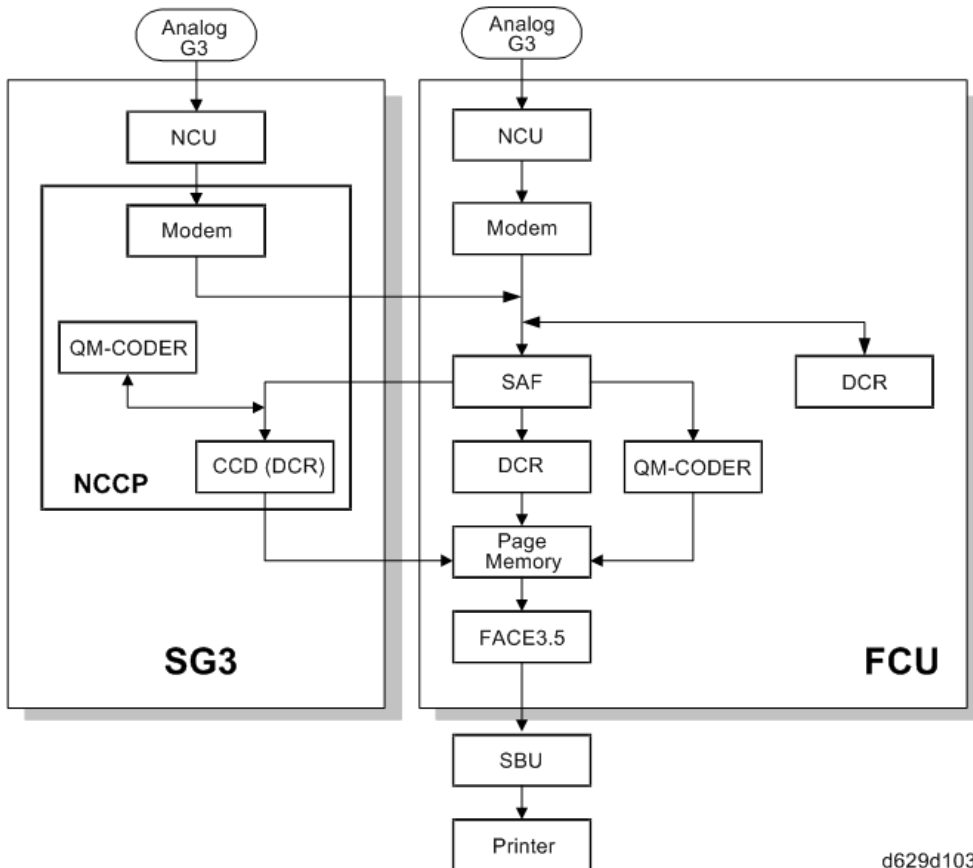 Analog
G3
Analog
G3
NCU
NCU
Modem
Modem
QM-CODER
SAF
DCR
CCD (DCR)
DCR
QM-CODER
NCCP
Page
Memory
FACE3.5
SG3
FCU
SBU
Printer
d629d103